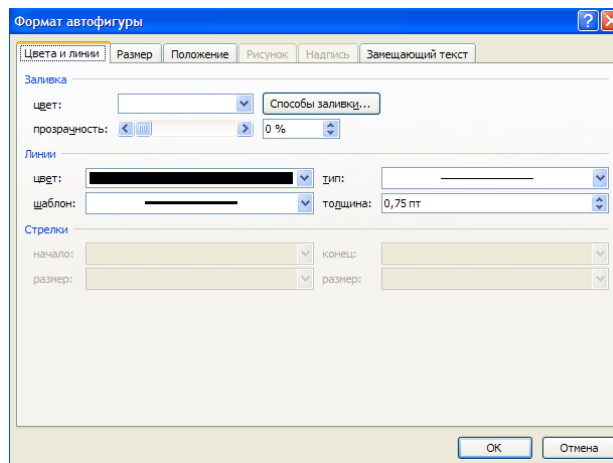 Формат автофигуры
Цвета и линии Размер Положение Рисунок Надпись Замещающий текст
Заливка
цвет: Способы заливки...
прозрачность: 0 %
Линии
цвет: тип:
шаблон: толщина: 0,75 пт
Стрелки
начало: конец:
размер: размер:
ОК Отмена